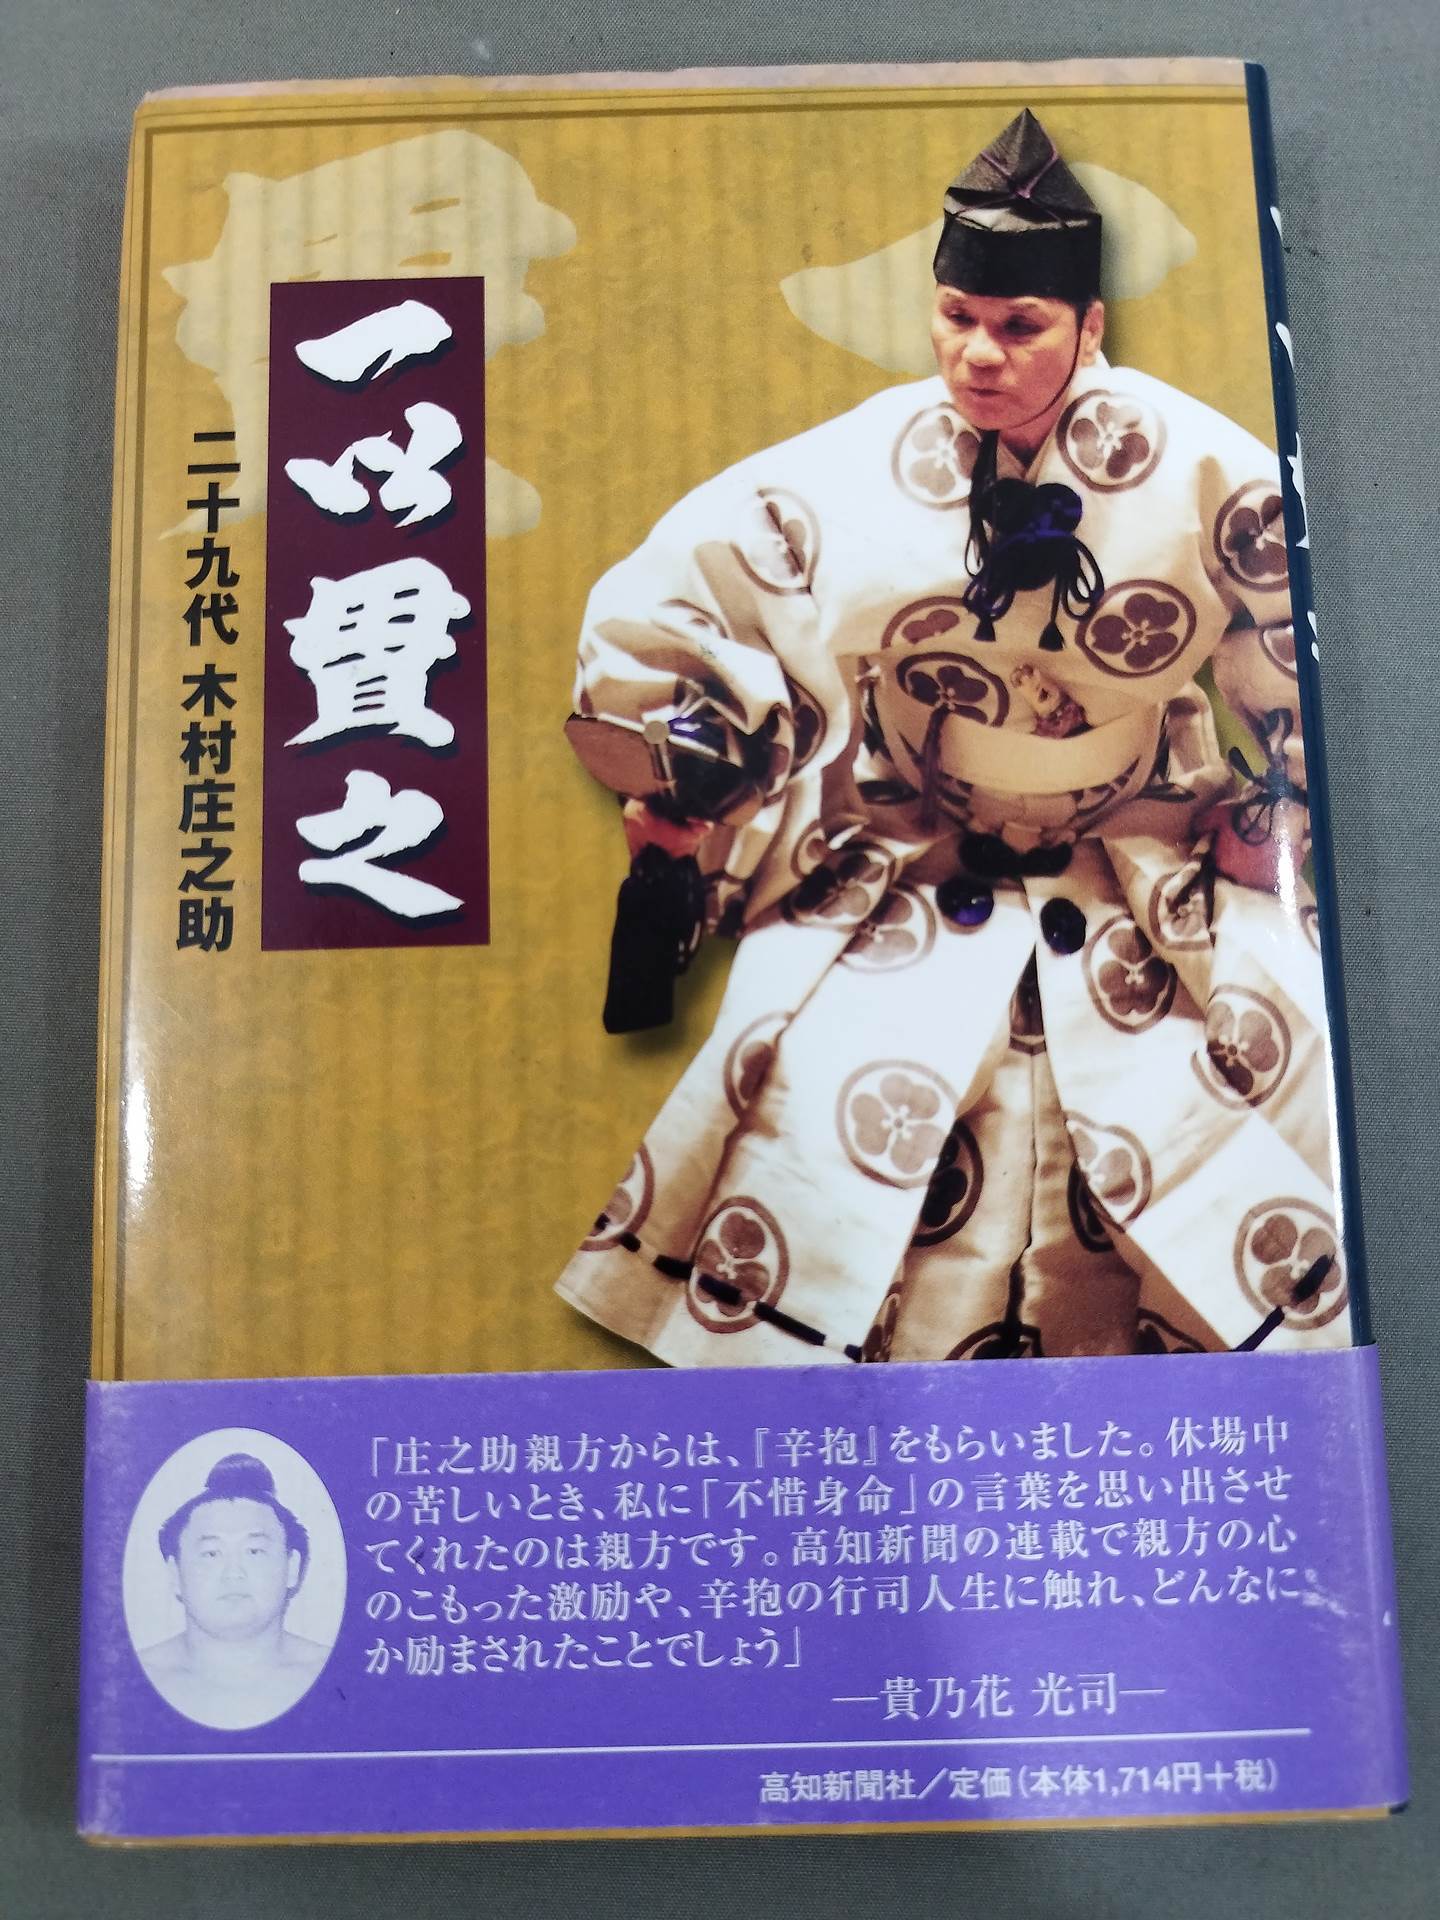 一以貫之
二十九代 木村庄之助
「庄之助親方からは、『辛抱』をもらいました。休場中
の苦しいとき、私に「不惜身命」の言葉を思い出させ
てくれたのは親方です。高知新聞の連載で親方の心
のこもった激励や、辛抱の行司人生に触れ、どんなに
か励まされたことでしょう」
―貴乃花 光司―
高知新聞社／定価（本体1,714円＋税）